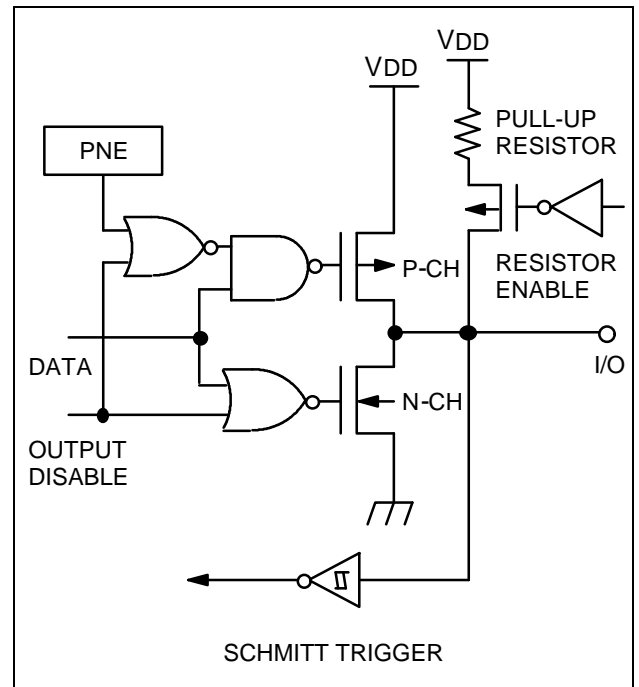 VDD
VDD
PULL-UP
RESISTOR
PNE
P-CH
RESISTOR
ENABLE
DATA
I/O
N-CH
OUTPUT
DISABLE
SCHMITT TRIGGER